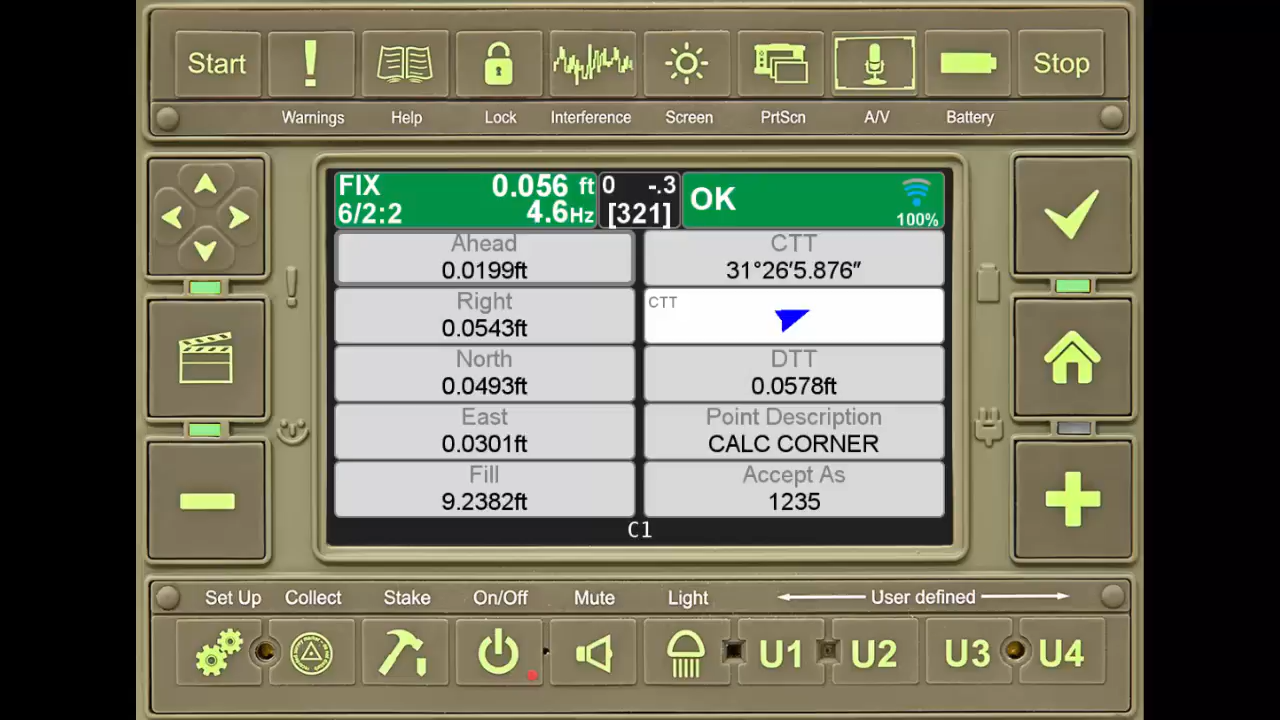 Start
Stop
Warnings
Help
Lock
Interference
Screen
PrtScn
A/V
Battery
FIX 0.056 ft
6/2:2 4.6Hz
0 -.3
[321]
OK
100%
Ahead
0.0199ft
CTT
31°26′5.876″
Right
0.0543ft
CTT
North
0.0493ft
DTT
0.0578ft
East
0.0301ft
Point Description
CALC CORNER
Fill
9.2382ft
Accept As
1235
C1
Set Up
Collect
Stake
On/Off
Mute
Light
User defined
U1
U2
U3
U4